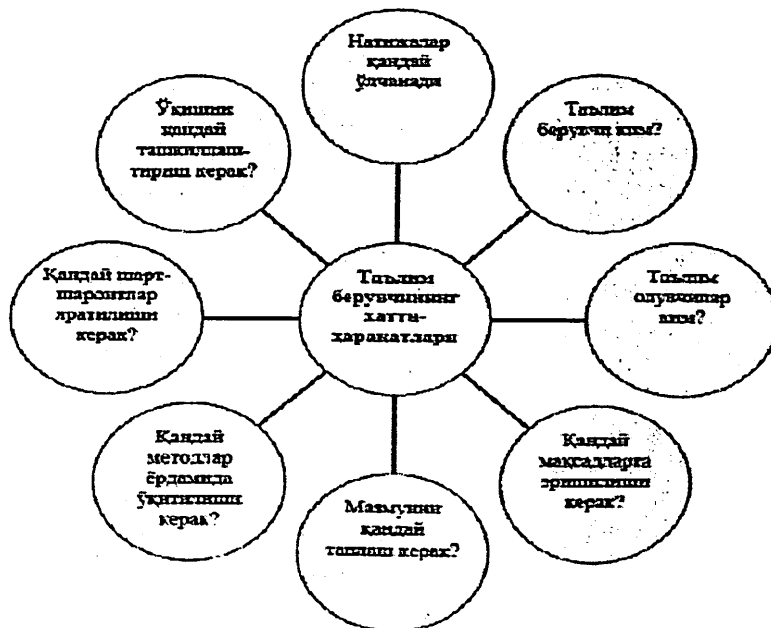 Натижалар
қандай
ўлчанади
Таълим
берувчи ким?
Таълим
олувчилар
ким?
Қандай
мақсадларга
эришилиши
керак?
Мазмунни
қандай
танлаш керак?
Қандай
методлар
ёрдамида
ўқитилиши
керак?
Қандай шарт-
шароитлар
яратилиши
керак?
Ўқишни
қандай
ташкиллаш-
тириш керак?
Таълим
берувчининг
хатти-
ҳаракатлари